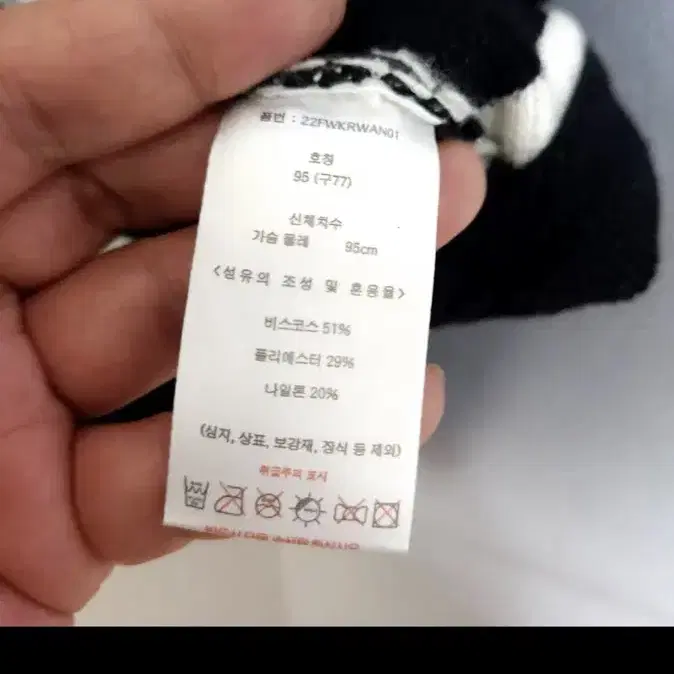 품번 : 22FWKRWAN01
호칭
95 (구77)
신체치수
가슴 둘레 95cm
<섬유의 조성 및 혼용율>
비스코스 51%
폴리에스터 29%
나일론 20%
(심지, 상표, 보강재, 장식 등 제외)
취급주의 표시